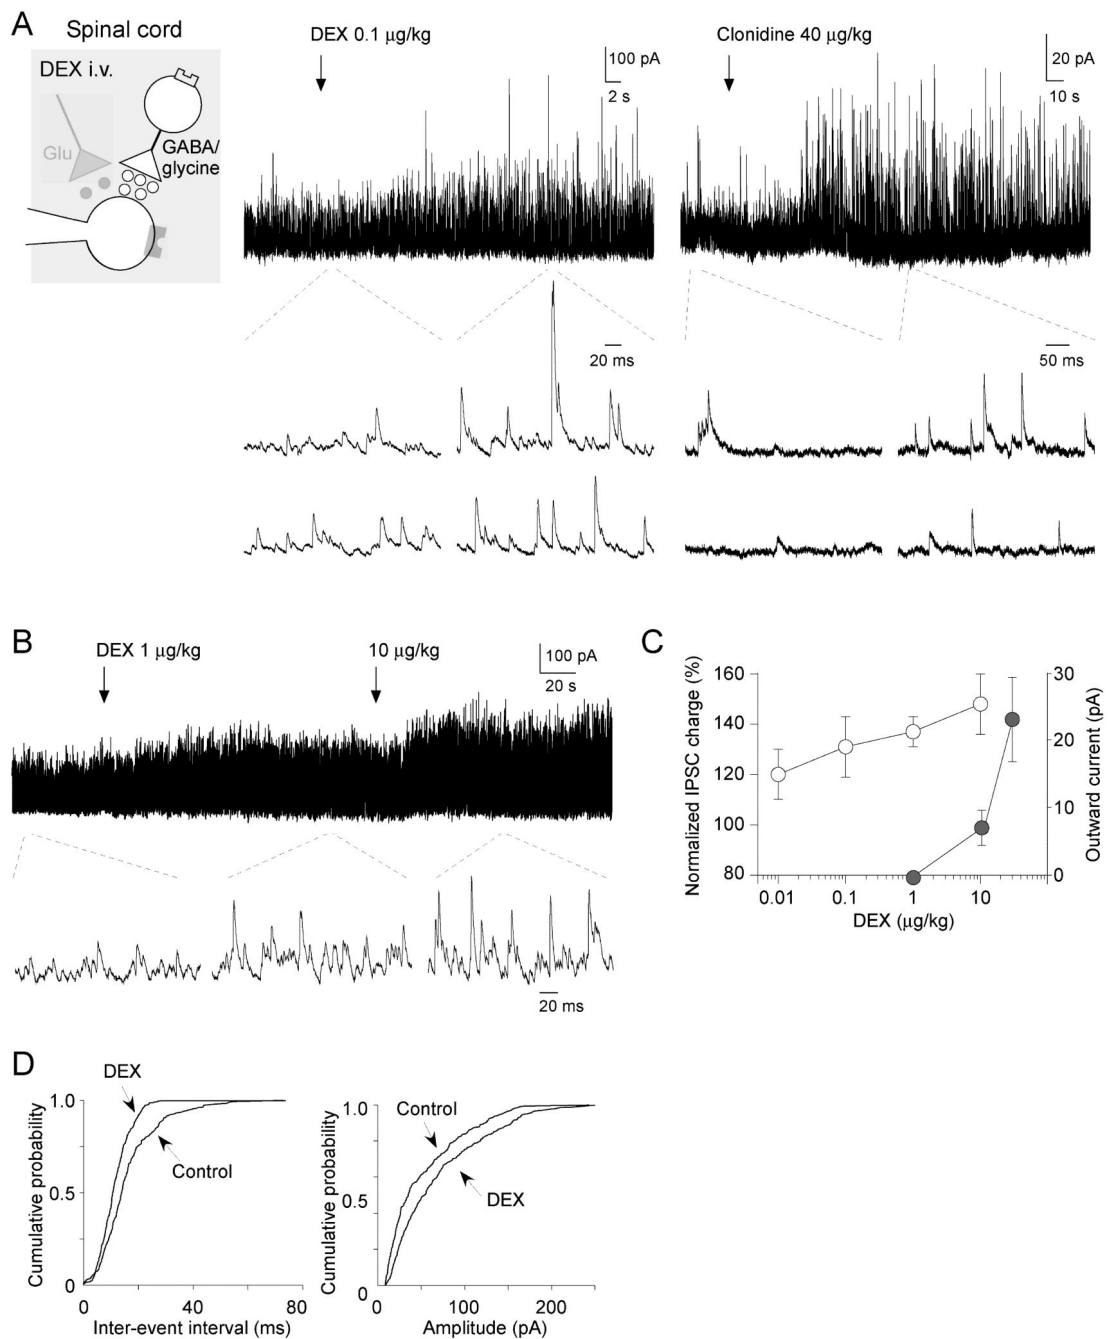 A
Spinal cord
DEX i.v.
Glu
GABA/
glycine
DEX 0.1 μg/kg
100 pA
2 s
Clonidine 40 μg/kg
20 pA
10 s
20 ms
50 ms
B
DEX 1 μg/kg
10 μg/kg
100 pA
20 s
20 ms
C
Normalized IPSC charge (%)
160
140
120
100
80
30
20
10
0
Outward current (pA)
0.01
0.1
1
10
DEX (μg/kg)
D
Cumulative probability
1.0
0.5
0
DEX
Control
0
40
80
Inter-event interval (ms)
Cumulative probability
1.0
0.5
0
Control
DEX
0
100
200
Amplitude (pA)